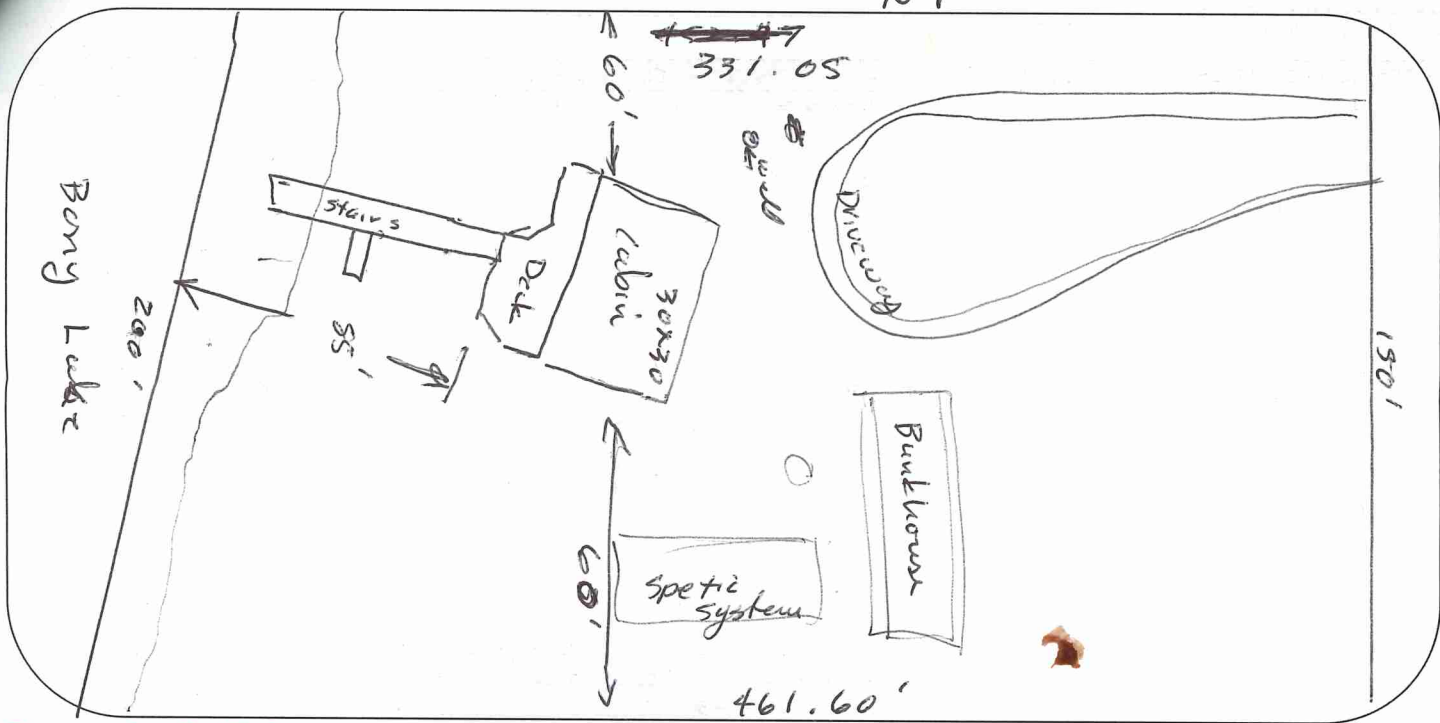 331.05
60'
well
Driveway
150'
Stairs
Deck
Cabin
30x30
Bony Lake
200'
55'
Bunkhouse
Spetic
System
60'
461.60'